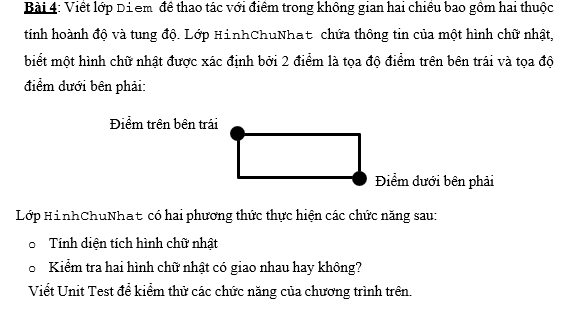 Bài 4: Viết lớp Diem để thao tác với điểm trong không gian hai chiều bao gồm hai thuộc
tính hoành độ và tung độ. Lớp HinhChuNhat chứa thông tin của một hình chữ nhật,
biết một hình chữ nhật được xác định bởi 2 điểm là tọa độ điểm trên bên trái và tọa độ
điểm dưới bên phải:
Điểm trên bên trái
Điểm dưới bên phải
Lớp HinhChuNhat có hai phương thức thực hiện các chức năng sau:
o Tính diện tích hình chữ nhật
o Kiểm tra hai hình chữ nhật có giao nhau hay không?
Viết Unit Test để kiểm thử các chức năng của chương trình trên.